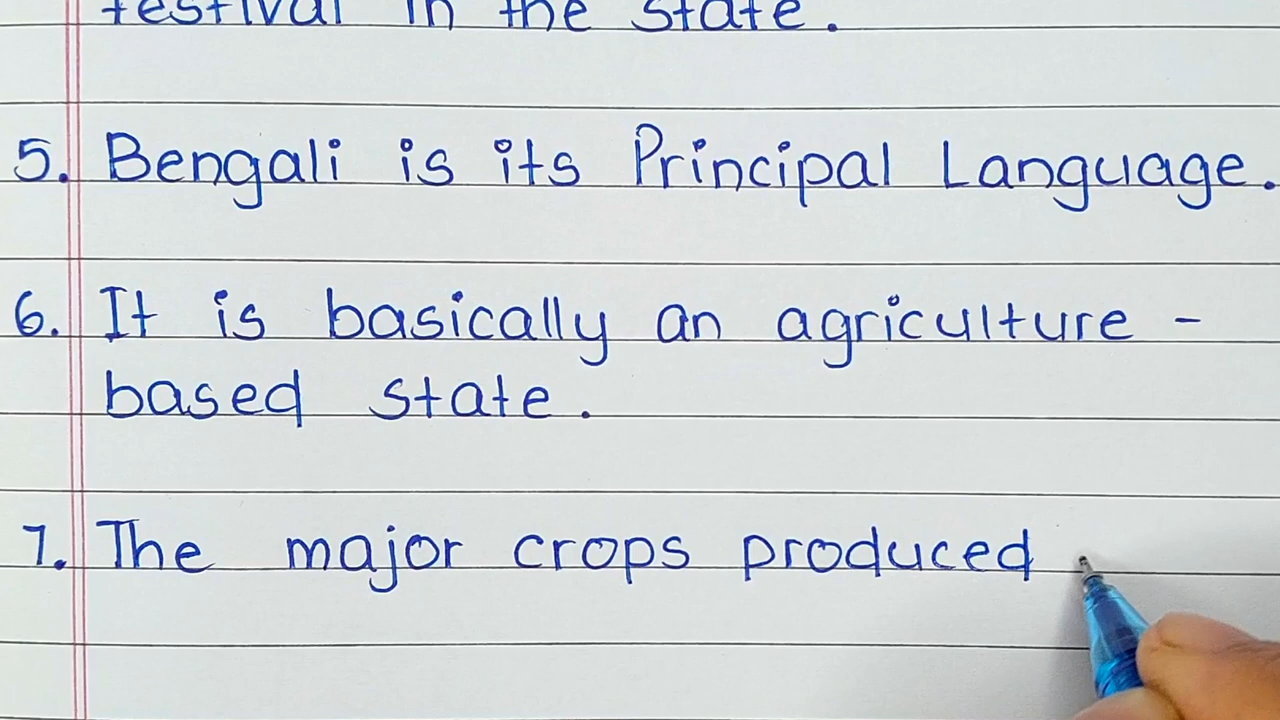 festival in the state.
5. Bengali is its Principal Language.
6. It is basically an agriculture -
based state.
7. The major crops produced